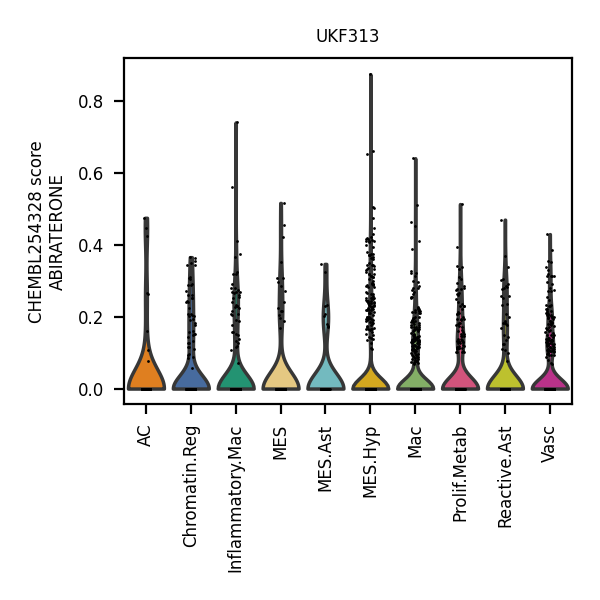 UKF313
CHEMBL254328 score
ABIRATERONE
0.8
0.6
0.4
0.2
0.0
AC
Chromatin.Reg
Inflammatory.Mac
MES
MES.Ast
MES.Hyp
Mac
Prolif.Metab
Reactive.Ast
Vasc